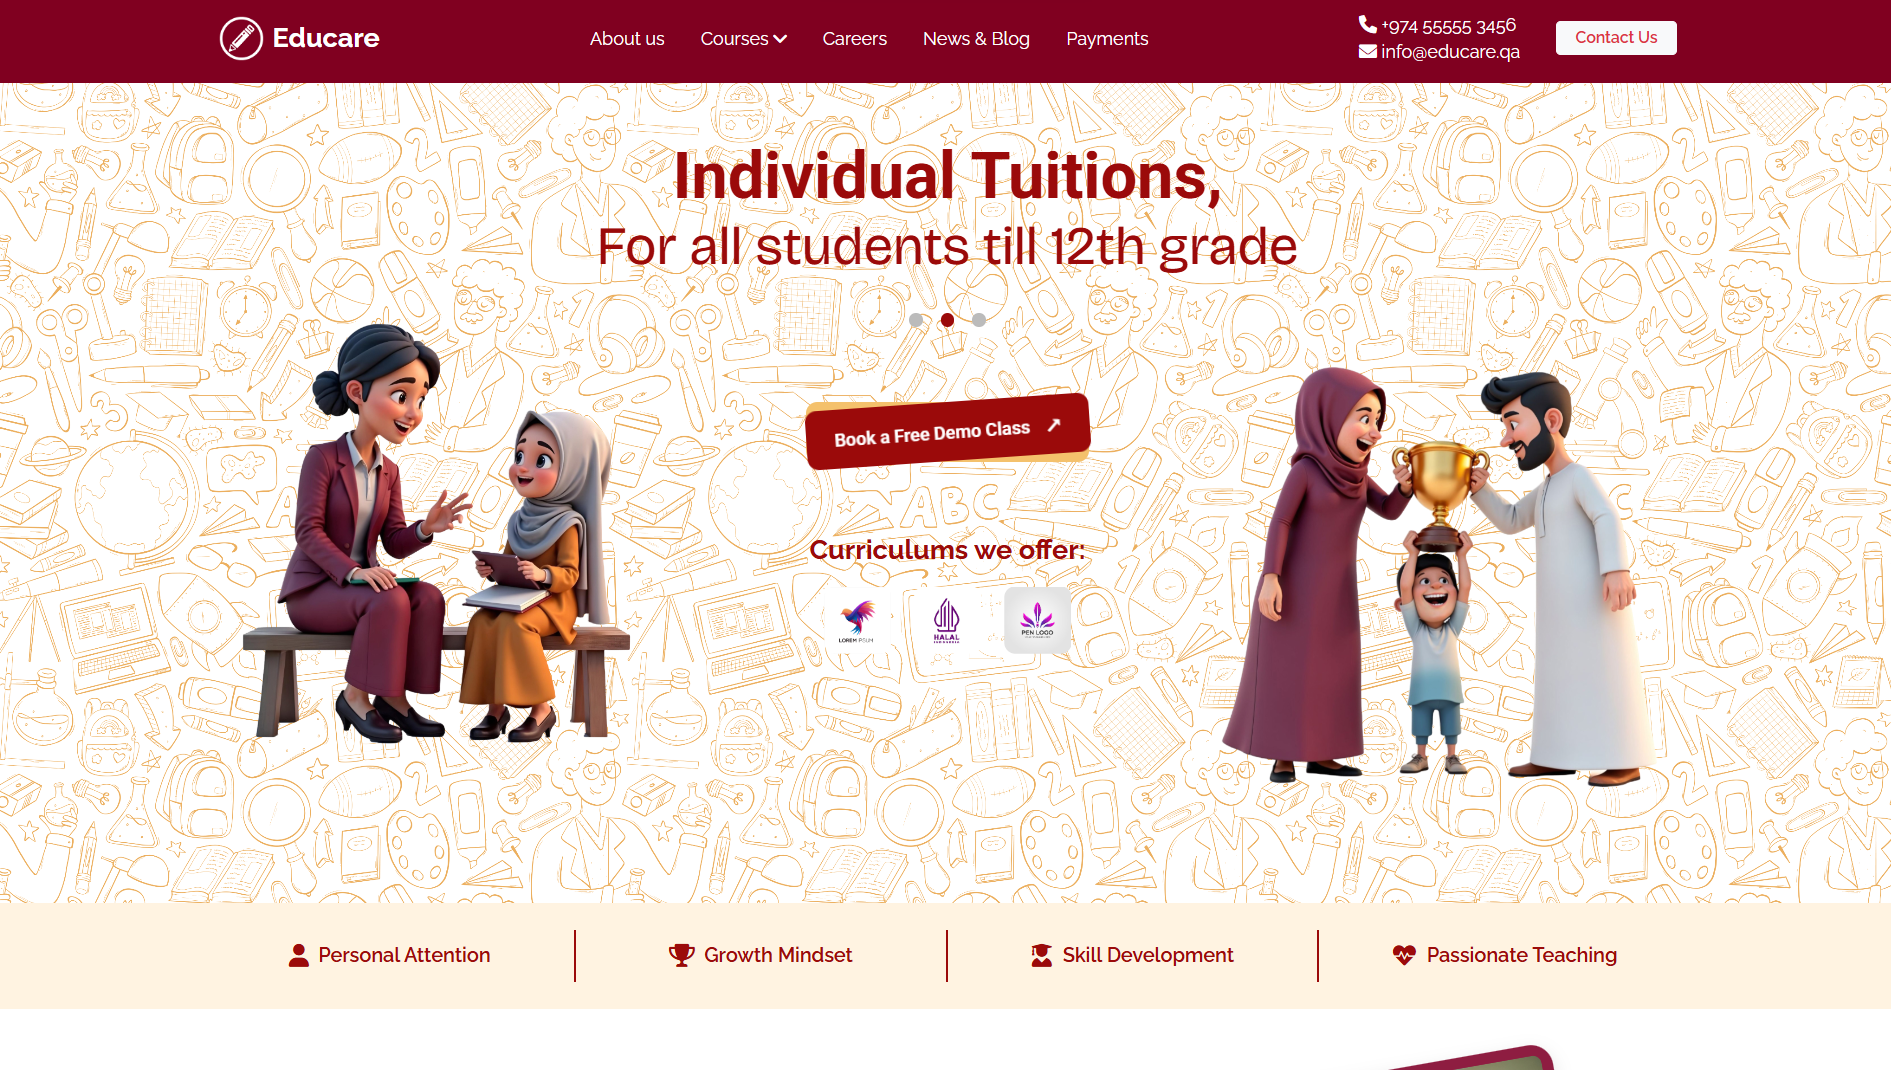 Educare
About us
Courses
Careers
News & Blog
Payments
+974 55555 3456
info@educare.qa
Contact Us
Individual Tuitions,
For all students till 12th grade
Book a Free Demo Class
ABC
Curriculums we offer:
LOREM IPSUM
HALAL
PEN LOGO
Personal Attention
Growth Mindset
Skill Development
Passionate Teaching